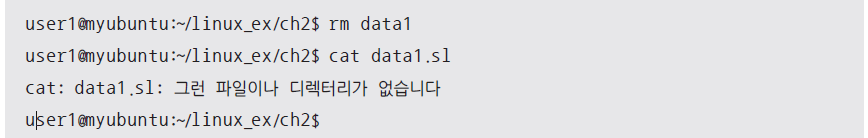 user1@myubuntu:~/linux_ex/ch2$ rm data1
user1@myubuntu:~/linux_ex/ch2$ cat data1.sl
cat: data1.sl: 그런 파일이나 디렉터리가 없습니다
user1@myubuntu:~/linux_ex/ch2$